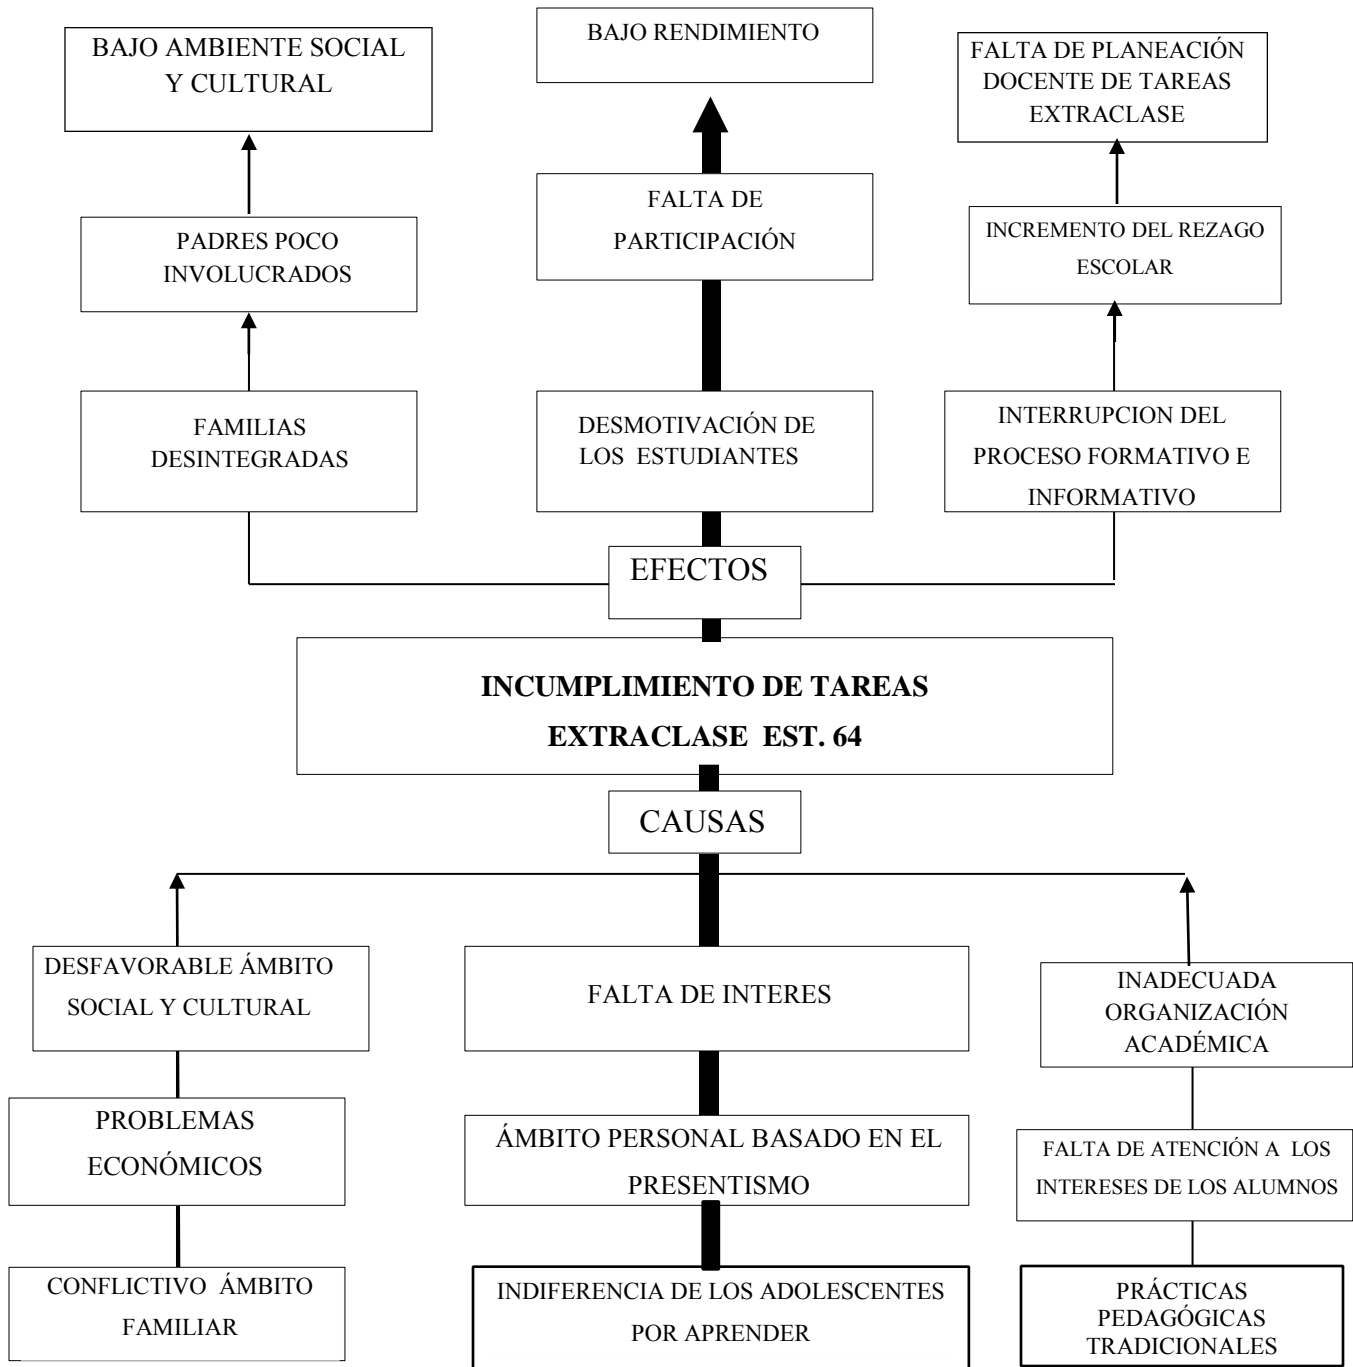 BAJO AMBIENTE SOCIAL
Y CULTURAL
BAJO RENDIMIENTO
FALTA DE PLANEACIÓN
DOCENTE DE TAREAS
EXTRACLASE
PADRES POCO
INVOLUCRADOS
FALTA DE
PARTICIPACIÓN
INCREMENTO DEL REZAGO
ESCOLAR
FAMILIAS
DESINTEGRADAS
DESMOTIVACIÓN DE
LOS ESTUDIANTES
INTERRUPCION DEL
PROCESO FORMATIVO E
INFORMATIVO
EFECTOS
INCUMPLIMIENTO DE TAREAS
EXTRACLASE EST. 64
CAUSAS
DESFAVORABLE ÁMBITO
SOCIAL Y CULTURAL
FALTA DE INTERES
INADECUADA
ORGANIZACIÓN
ACADÉMICA
PROBLEMAS
ECONÓMICOS
ÁMBITO PERSONAL BASADO EN EL
PRESENTISMO
FALTA DE ATENCIÓN A LOS
INTERESES DE LOS ALUMNOS
CONFLICTIVO ÁMBITO
FAMILIAR
INDIFERENCIA DE LOS ADOLESCENTES
POR APRENDER
PRÁCTICAS
PEDAGÓGICAS
TRADICIONALES